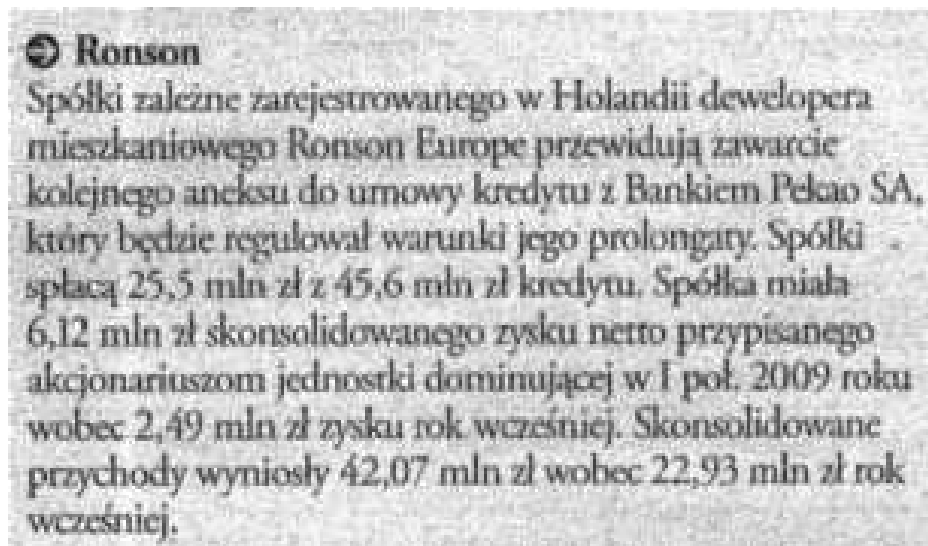 Ronson
Spółki zależne zarejestrowanego w Holandii dewelopera
mieszkaniowego Ronson Europe przewidują zawarcie
kolejnego aneksu do umowy kredytu z Bankiem Pekao SA,
który będzie regulował warunki jego prolongaty. Spółki
spłacą 25,5 mln zł z 45,6 mln zł kredytu. Spółka miała
6,12 mln zł skonsolidowanego zysku netto przypisanego
akcjonariuszom jednostki dominującej w I poł. 2009 roku
wobec 2,49 mln zł zysku rok wcześniej. Skonsolidowane
przychody wyniosły 42,07 mln zł wobec 22,93 mln zł rok
wcześniej.